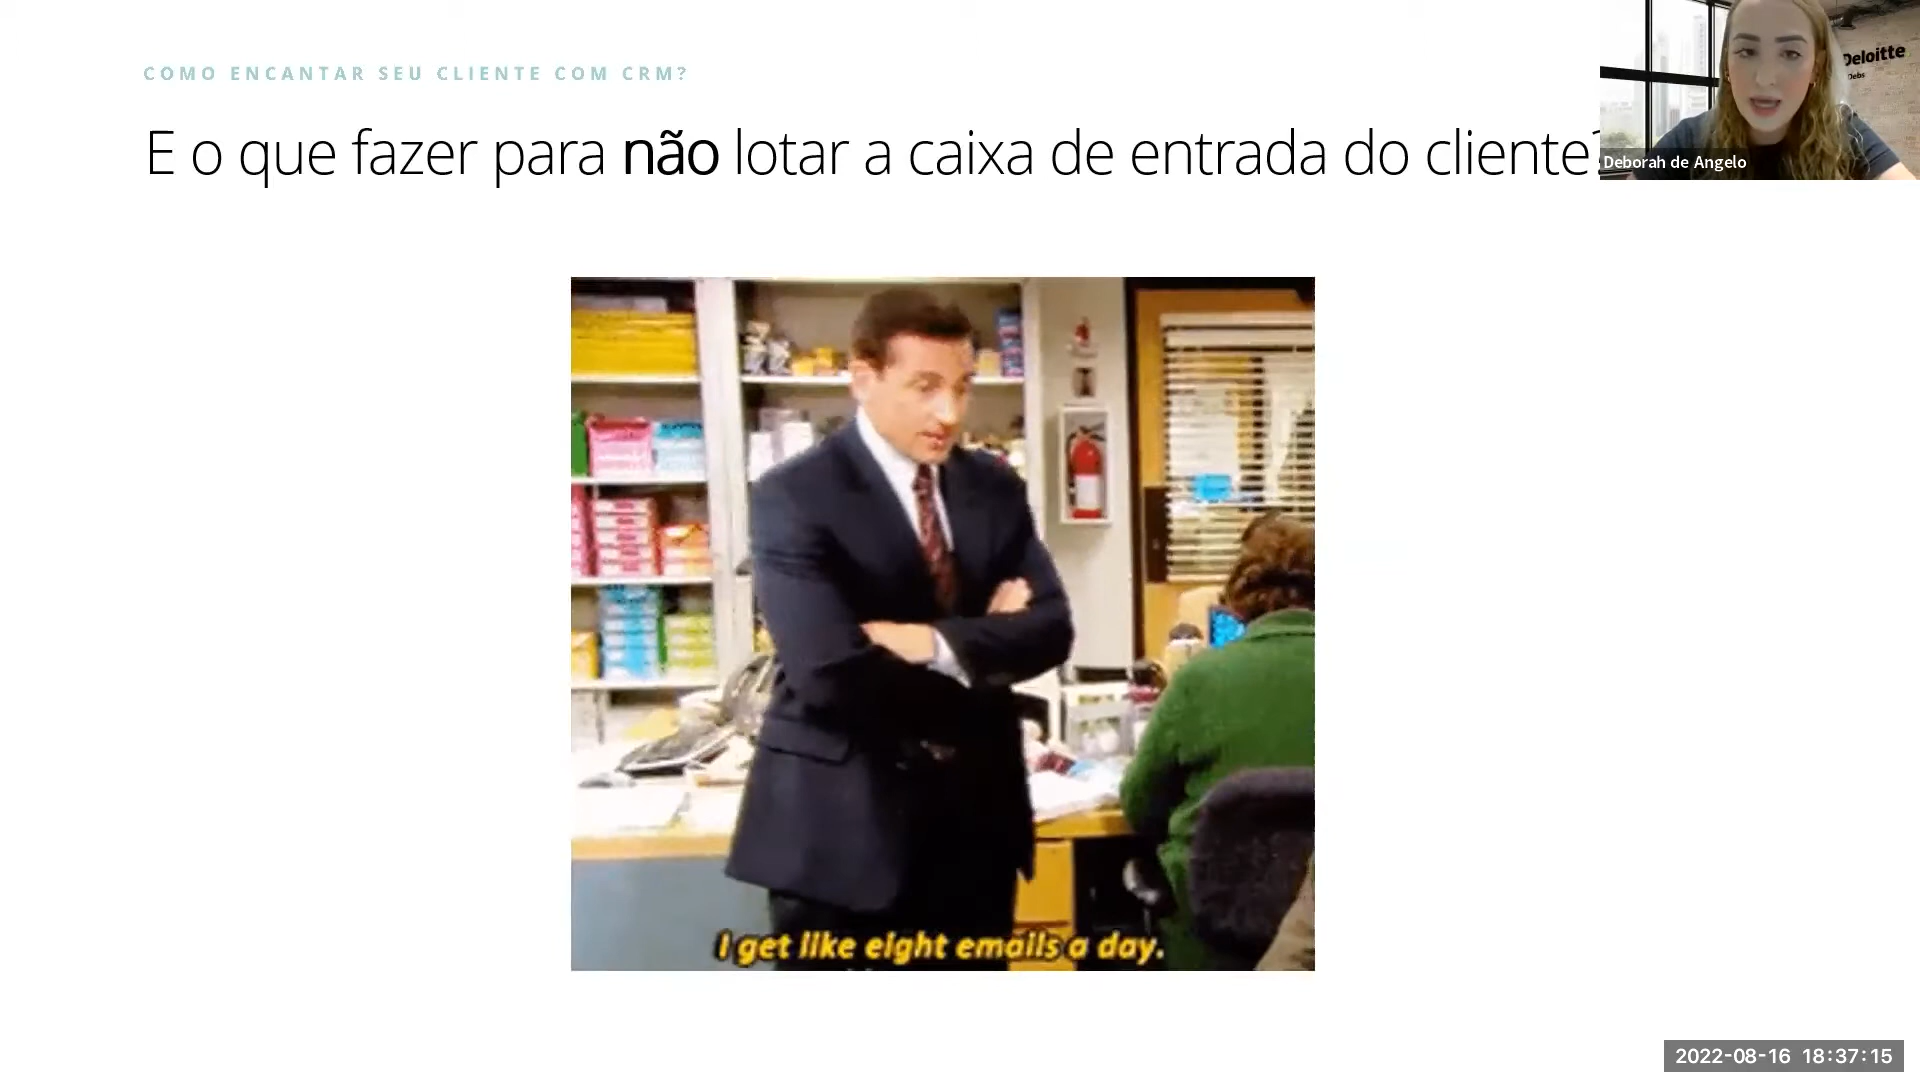 COMO ENCANTAR SEU CLIENTE COM CRM?
E o que fazer para não lotar a caixa de entrada do cliente?
Deloitte
Debs
Deborah de Angelo
I get like eight emails a day.
2022-08-16 18:37:15